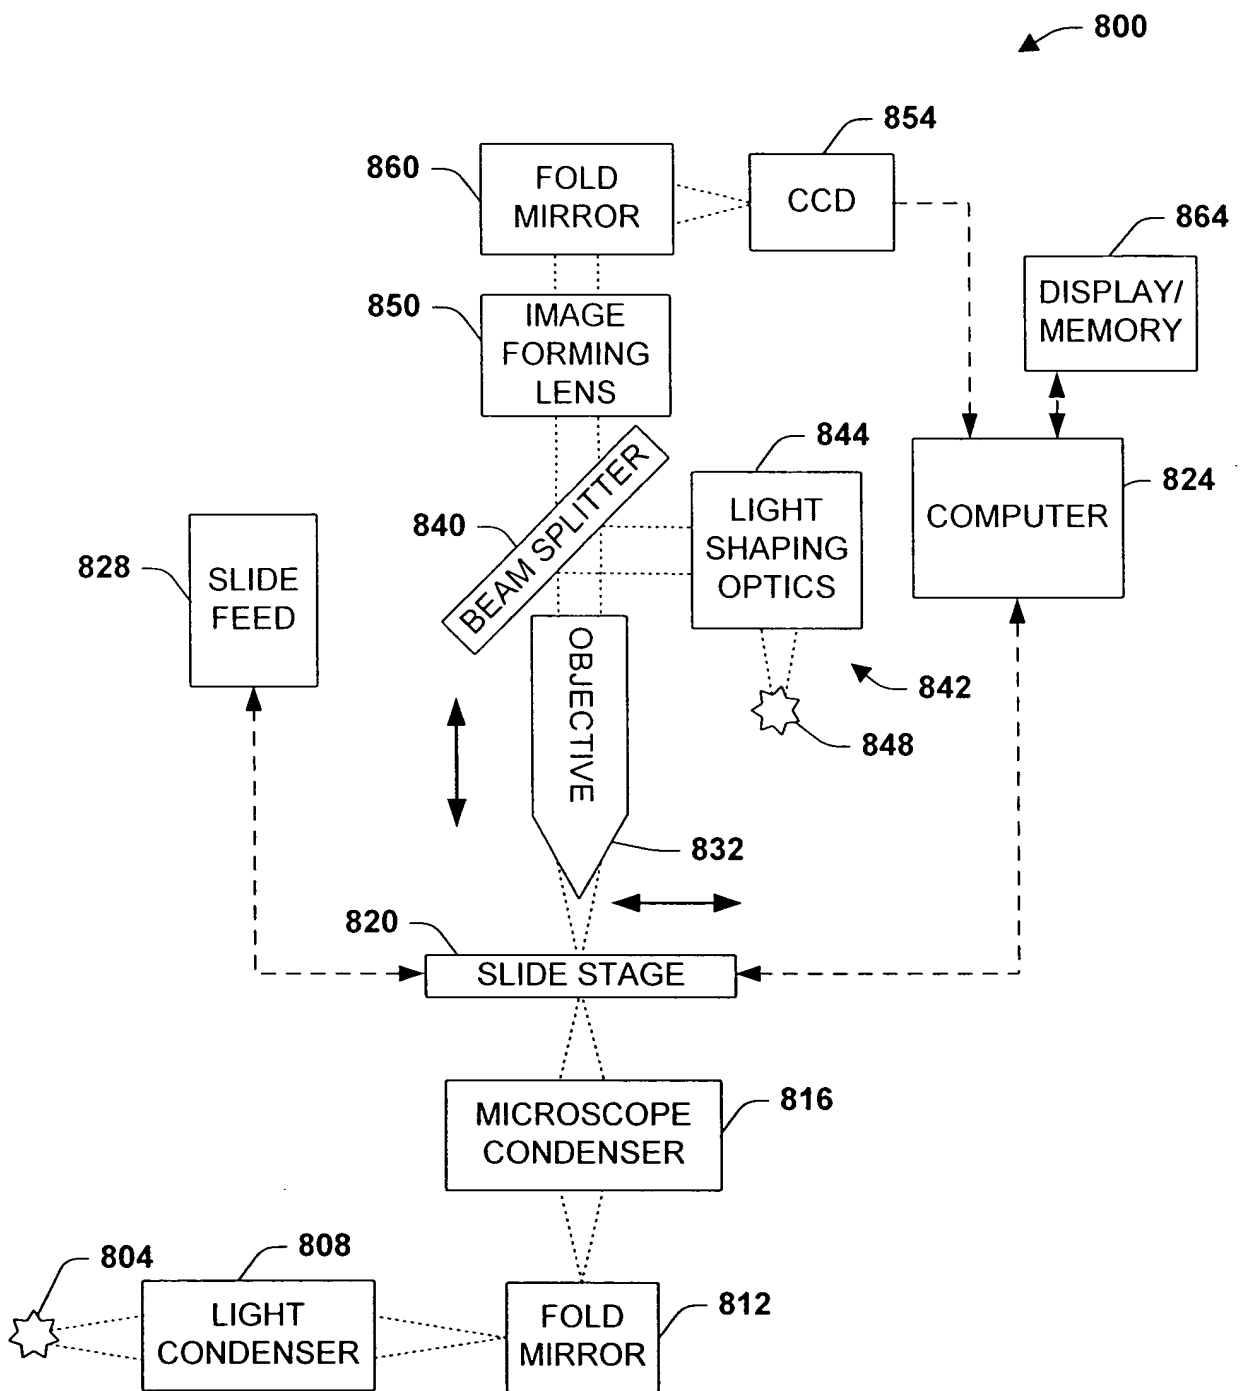 800
854
860
FOLD
MIRROR
CCD
864
850
IMAGE
FORMING
LENS
DISPLAY/
MEMORY
844
840
BEAM SPLITTER
LIGHT
SHAPING
OPTICS
COMPUTER
824
828
SLIDE
FEED
OBJECTIVE
842
848
832
820
SLIDE STAGE
816
MICROSCOPE
CONDENSER
804
808
LIGHT
CONDENSER
FOLD
MIRROR
812